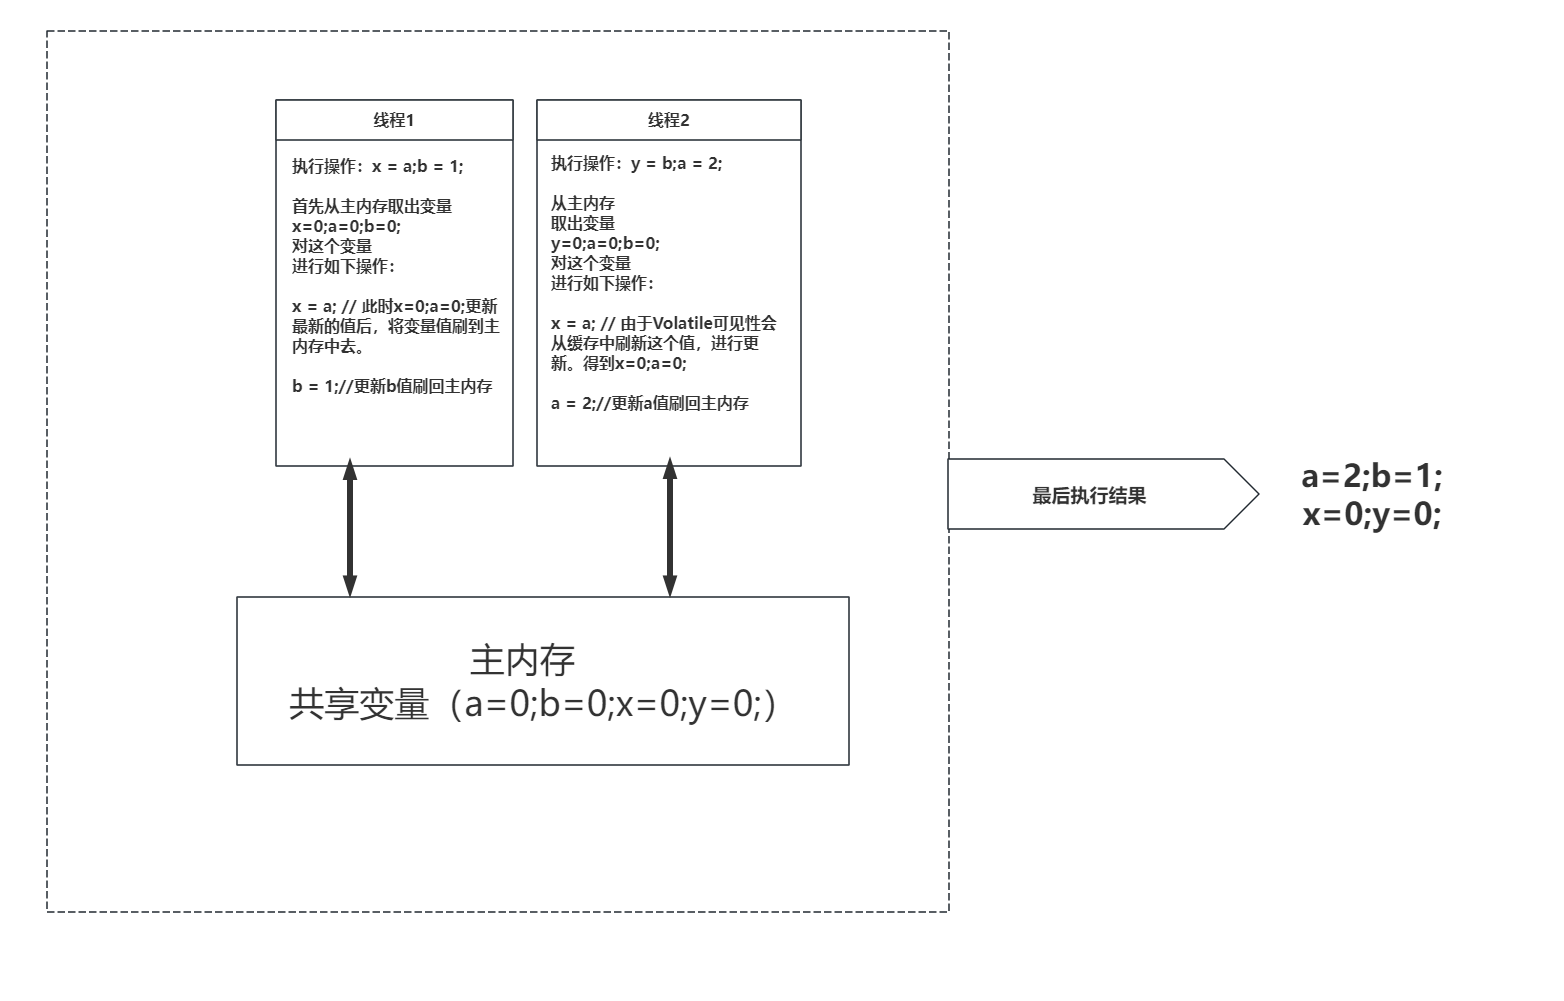 线程1
执行操作：x = a;b = 1;
首先从主内存取出变量
x=0;a=0;b=0;
对这个变量
进行如下操作：
x = a; // 此时x=0;a=0;更新
最新的值后，将变量值刷到主
内存中去。
b = 1;//更新b值刷回主内存
线程2
执行操作：y = b;a = 2;
从主内存
取出变量
y=0;a=0;b=0;
对这个变量
进行如下操作：
x = a; // 由于Volatile可见性会
从缓存中刷新这个值，进行更
新。得到x=0;a=0;
a = 2;//更新a值刷回主内存
主内存
共享变量（a=0;b=0;x=0;y=0;）
最后执行结果
a=2;b=1;
x=0;y=0;